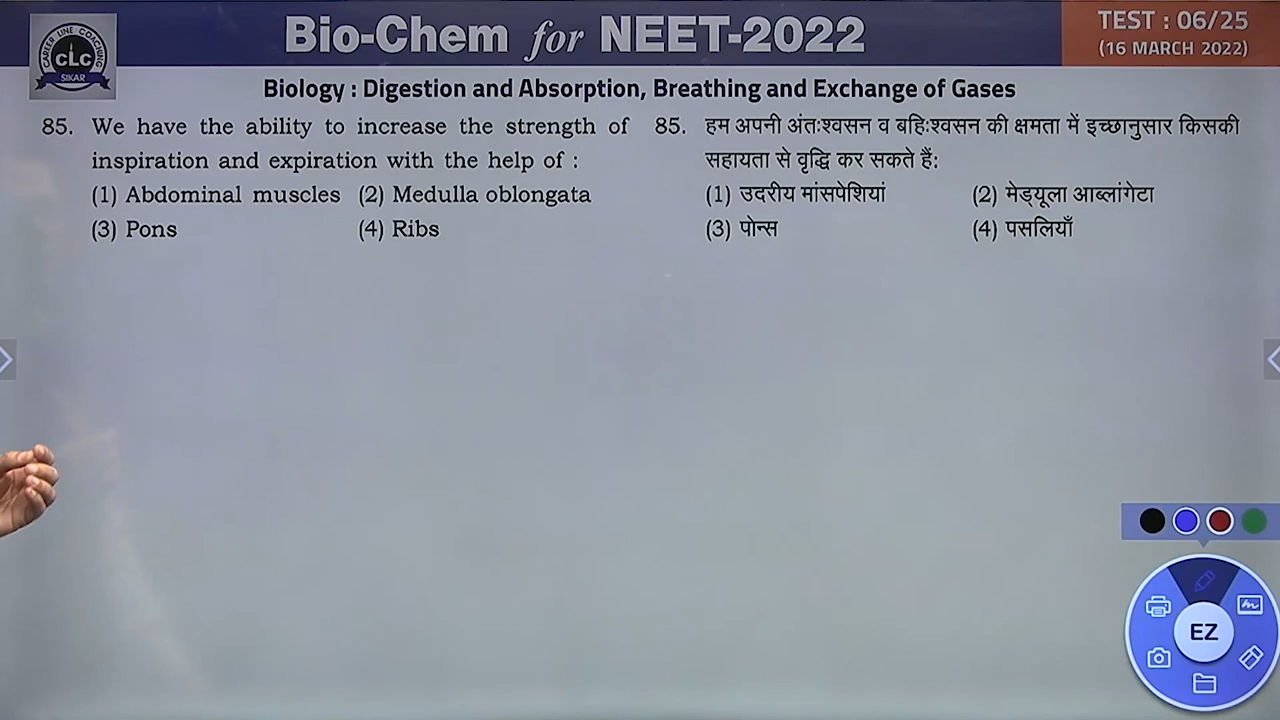 CAREER LINE COACHING
CLC
SIKAR
Bio-Chem for NEET-2022
TEST : 06/25
(16 MARCH 2022)
Biology : Digestion and Absorption, Breathing and Exchange of Gases
85. We have the ability to increase the strength of
inspiration and expiration with the help of :
(1) Abdominal muscles (2) Medulla oblongata
(3) Pons (4) Ribs
85. हम अपनी अंतःश्वसन व बहिःश्वसन की क्षमता में इच्छानुसार किसकी
सहायता से वृद्धि कर सकते हैं:
(1) उदरीय मांसपेशियां (2) मेड्यूला आब्लांगेटा
(3) पोन्स (4) पसलियाँ
EZ